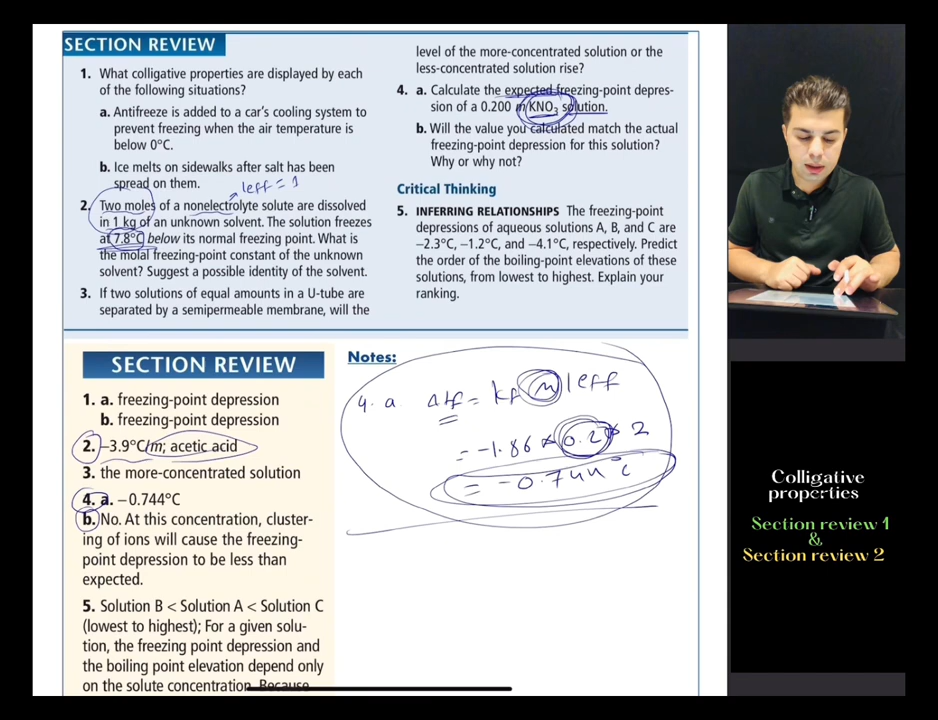 SECTION REVIEW
1. What colligative properties are displayed by each
of the following situations?
a. Antifreeze is added to a car's cooling system to
prevent freezing when the air temperature is
below 0°C.
b. Ice melts on sidewalks after salt has been
spread on them.
ieff = 1
2. Two moles of a nonelectrolyte solute are dissolved
in 1 kg of an unknown solvent. The solution freezes
at 7.8°C below its normal freezing point. What is
the molal freezing-point constant of the unknown
solvent? Suggest a possible identity of the solvent.
3. If two solutions of equal amounts in a U-tube are
separated by a semipermeable membrane, will the
level of the more-concentrated solution or the
less-concentrated solution rise?
4. a. Calculate the expected freezing-point depres-
sion of a 0.200 m KNO3 solution.
b. Will the value you calculated match the actual
freezing-point depression for this solution?
Why or why not?
Critical Thinking
5. INFERRING RELATIONSHIPS The freezing-point
depressions of aqueous solutions A, B, and C are
−2.3°C, −1.2°C, and −4.1°C, respectively. Predict
the order of the boiling-point elevations of these
solutions, from lowest to highest. Explain your
ranking.
SECTION REVIEW
1. a. freezing-point depression
b. freezing-point depression
2. −3.9°C/m; acetic acid
3. the more-concentrated solution
4. a. −0.744°C
b. No. At this concentration, cluster-
ing of ions will cause the freezing-
point depression to be less than
expected.
5. Solution B < Solution A < Solution C
(lowest to highest); For a given solu-
tion, the freezing point depression and
the boiling point elevation depend only
on the solute concentration. Because
Notes:
4. a. Δtf = kf m ieff
= -1.86 × 0.2 × 2
= -0.744°C
Colligative
properties
Section review 1
&
Section review 2